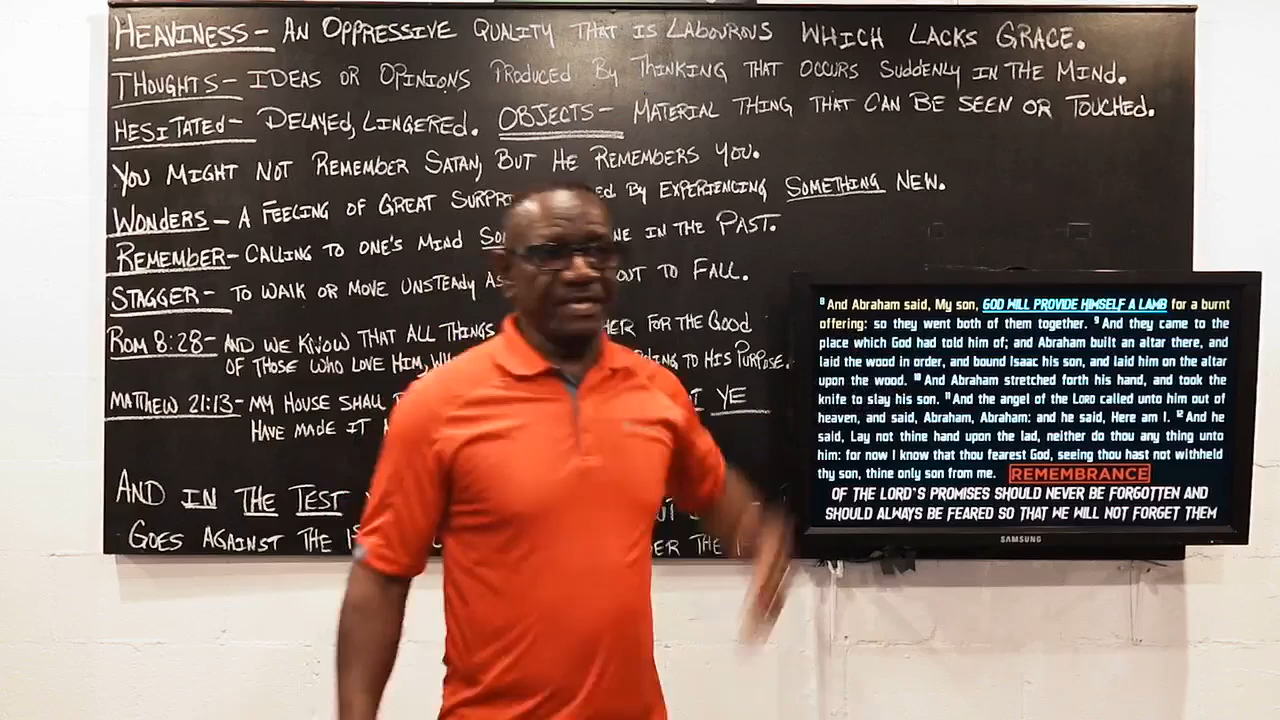 HEAVINESS - AN OPPRESSIVE QUALITY THAT IS LABOUROUS WHICH LACKS GRACE.
THOUGHTS - IDEAS OR OPINIONS PRODUCED BY THINKING THAT OCCURS SUDDENLY IN THE MIND.
HESITATED - DELAYED, LINGERED. OBJECTS - MATERIAL THING THAT CAN BE SEEN OR TOUCHED.
YOU MIGHT NOT REMEMBER SATAN, BUT HE REMEMBERS YOU.
WONDERS - A FEELING OF GREAT BY EXPERIENCING SOMETHING NEW.
REMEMBER - CALLING TO ONE'S MIND IN THE PAST.
STAGGER - TO WALK OR MOVE UNSTEADY TO FALL.
ROM 8:28 - AND WE KNOW THAT ALL THINGS FOR THE GOOD
OF THOSE WHO LOVE HIM, TO HIS PURPOSE.
MATTHEW 21:13 - MY HOUSE SHALL YE
HAVE MADE IT
AND IN THE TEST
GOES AGAINST THE THE
8 And Abraham said, My son, GOD WILL PROVIDE HIMSELF A LAMB for a burnt
offering: so they went both of them together. 9 And they came to the
place which God had told him of; and Abraham built an altar there, and
laid the wood in order, and bound Isaac his son, and laid him on the altar
upon the wood. 10 And Abraham stretched forth his hand, and took the
knife to slay his son. 11 And the angel of the LORD called unto him out of
heaven, and said, Abraham, Abraham: and he said, Here am I. 12 And he
said, Lay not thine hand upon the lad, neither do thou any thing unto
him: for now I know that thou fearest God, seeing thou hast not withheld
thy son, thine only son from me. REMEMBRANCE
OF THE LORD'S PROMISES SHOULD NEVER BE FORGOTTEN AND
SHOULD ALWAYS BE FEARED SO THAT WE WILL NOT FORGET THEM
SAMSUNG